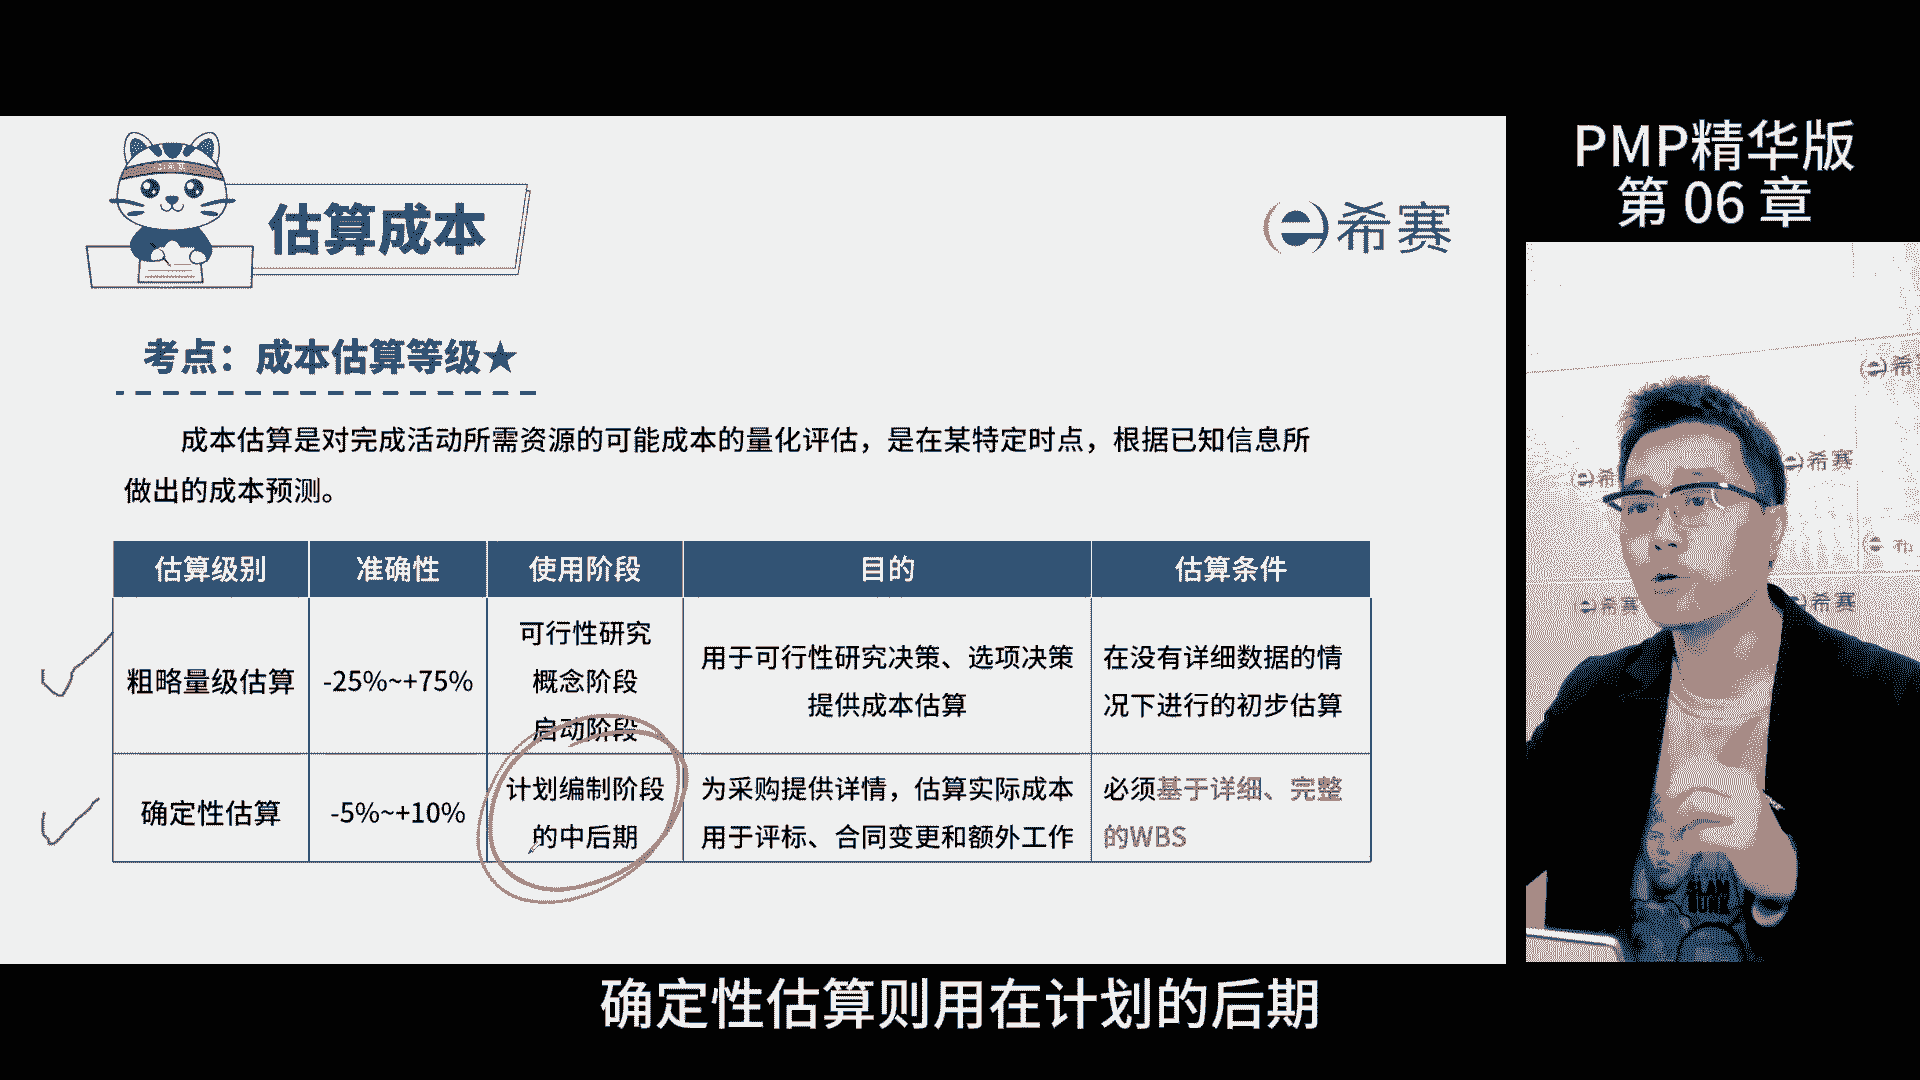 PMP精华版
第 06 章
估算成本
希赛
考点：成本估算等级★
成本估算是对完成活动所需资源的可能成本的量化评估，是在某特定时点，根据已知信息所
做出的成本预测。
估算级别 准确性 使用阶段 目的 估算条件
粗略量级估算 -25%~+75% 可行性研究
概念阶段
启动阶段
用于可行性研究决策、选项决策
提供成本估算
在没有详细数据的情
况下进行的初步估算
确定性估算 -5%~+10% 计划编制阶段
的中后期
为采购提供详情，估算实际成本
用于评标、合同变更和额外工作
必须基于详细、完整
的WBS
希赛
希赛
希赛
希赛
确定性估算则用在计划的后期